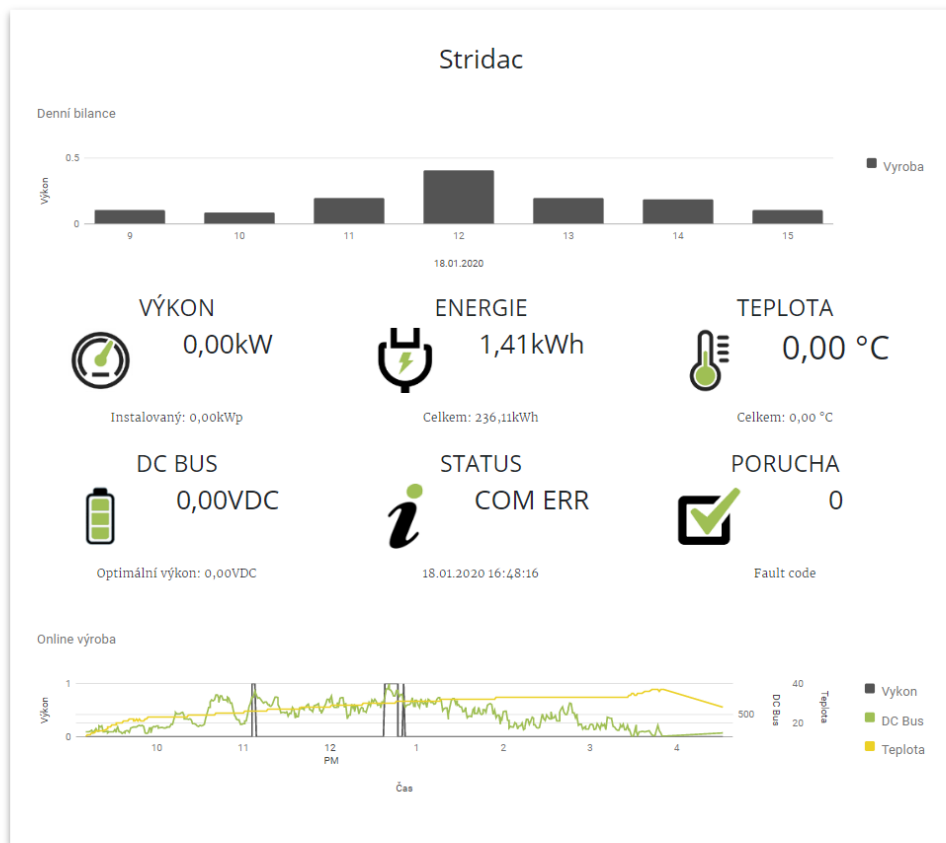 Stridac
Denní bilance
0.5
0
Výkon
Vyroba
9 10 11 12 13 14 15
18.01.2020
VÝKON ENERGIE TEPLOTA
0,00kW 1,41kWh 0,00 °C
Instalovaný: 0,00kWp Celkem: 236,11kWh Celkem: 0,00 °C
DC BUS STATUS PORUCHA
0,00VDC COM ERR 0
Optimální výkon: 0,00VDC 18.01.2020 16:48:16 Fault code
Online výroba
1
0
Výkon
40
500 20
DC Bus
Teplota
Vykon
DC Bus
Teplota
10 11 12 1 2 3 4
PM
Čas